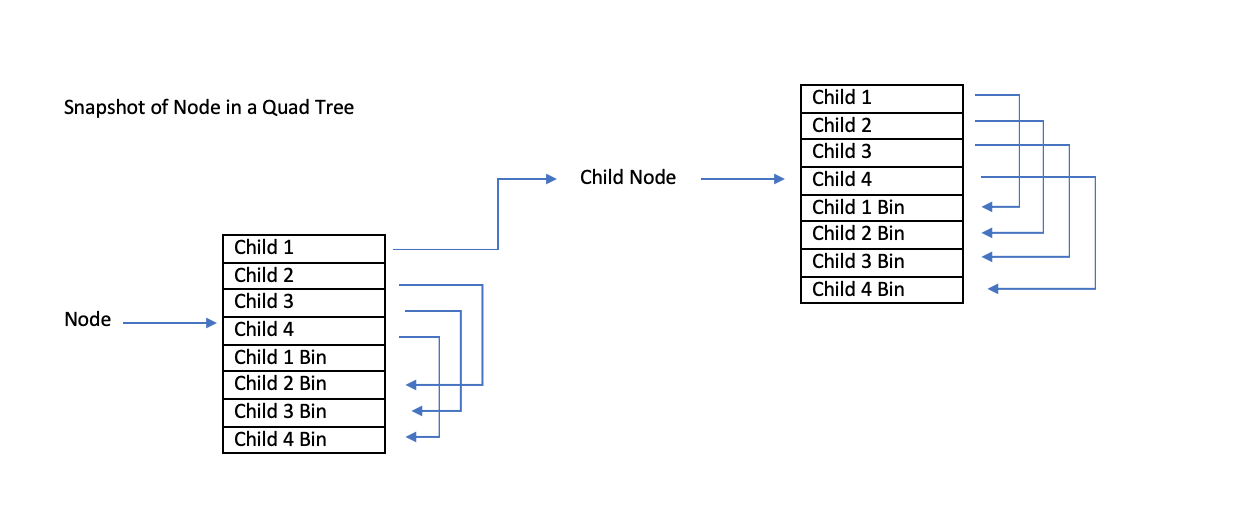 Snapshot of Node in a Quad Tree
Node
Child 1
Child 2
Child 3
Child 4
Child 1 Bin
Child 2 Bin
Child 3 Bin
Child 4 Bin
Child Node
Child 1
Child 2
Child 3
Child 4
Child 1 Bin
Child 2 Bin
Child 3 Bin
Child 4 Bin